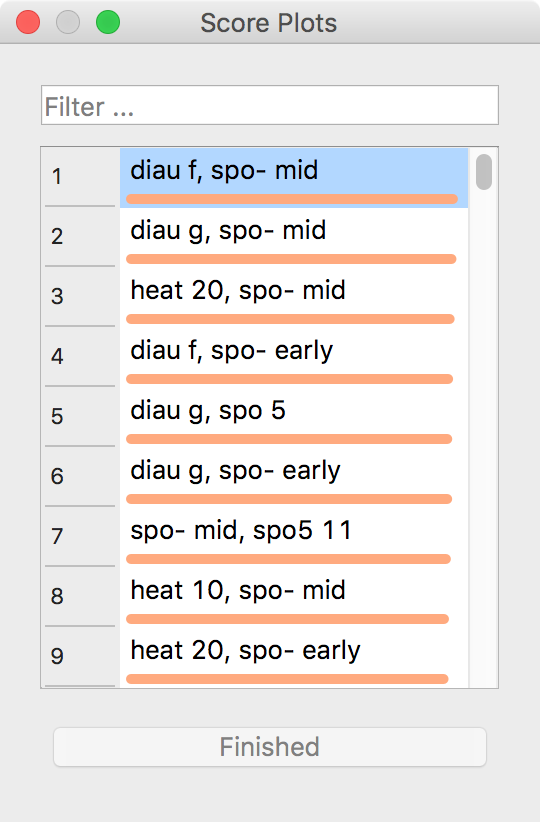 Score Plots
Filter ...
1 diau f, spo- mid
2 diau g, spo- mid
3 heat 20, spo- mid
4 diau f, spo- early
5 diau g, spo 5
6 diau g, spo- early
7 spo- mid, spo5 11
8 heat 10, spo- mid
9 heat 20, spo- early
Finished